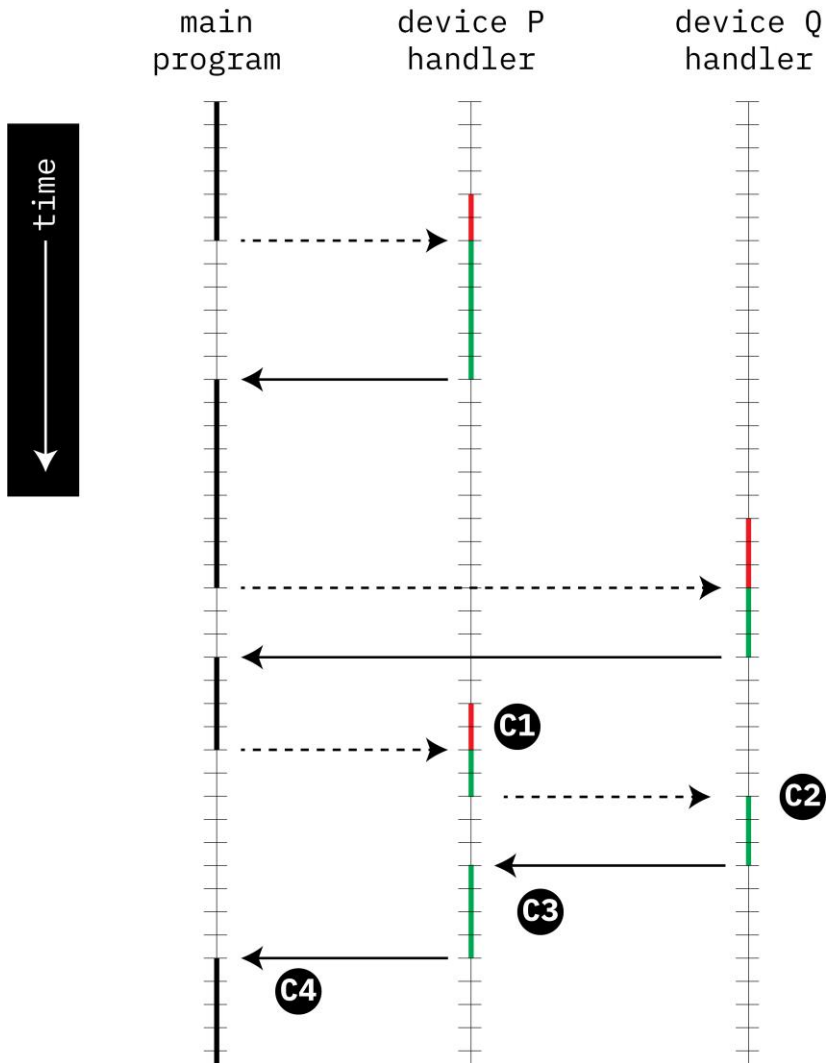 main
program
device P
handler
device Q
handler
time
C1
C2
C3
C4